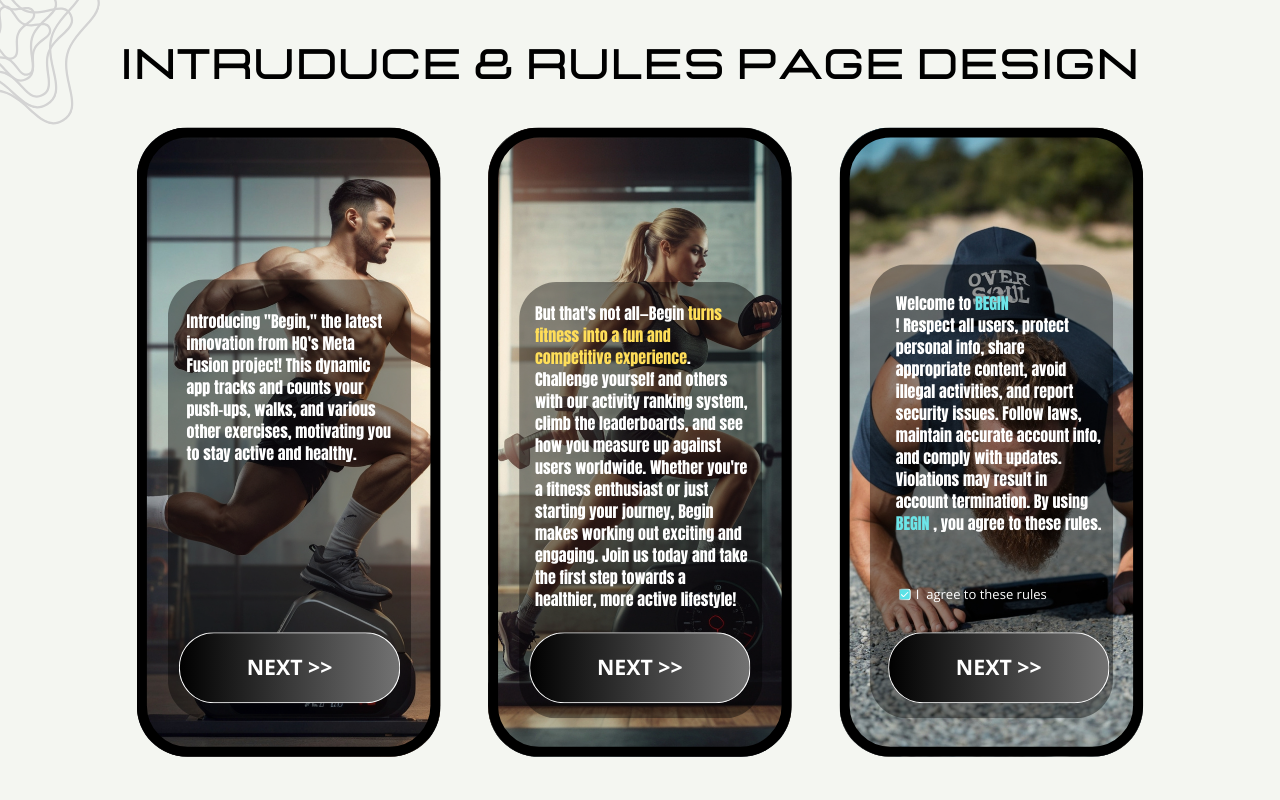 INTRUDUCE & RULES PAGE DESIGN
Introducing "Begin," the latest
innovation from HQ's Meta
Fusion project! This dynamic
app tracks and counts your
push-ups, walks, and various
other exercises, motivating you
to stay active and healthy.
NEXT >>
But that's not all—Begin turns
fitness into a fun and
competitive experience.
Challenge yourself and others
with our activity ranking system,
climb the leaderboards, and see
how you measure up against
users worldwide. Whether you're
a fitness enthusiast or just
starting your journey, Begin
makes working out exciting and
engaging. Join us today and take
the first step towards a
healthier, more active lifestyle!
NEXT >>
OVER
SOUL
Welcome to BEGIN
! Respect all users, protect
personal info, share
appropriate content, avoid
illegal activities, and report
security issues. Follow laws,
maintain accurate account info,
and comply with updates.
Violations may result in
account termination. By using
BEGIN , you agree to these rules.
I agree to these rules
NEXT >>